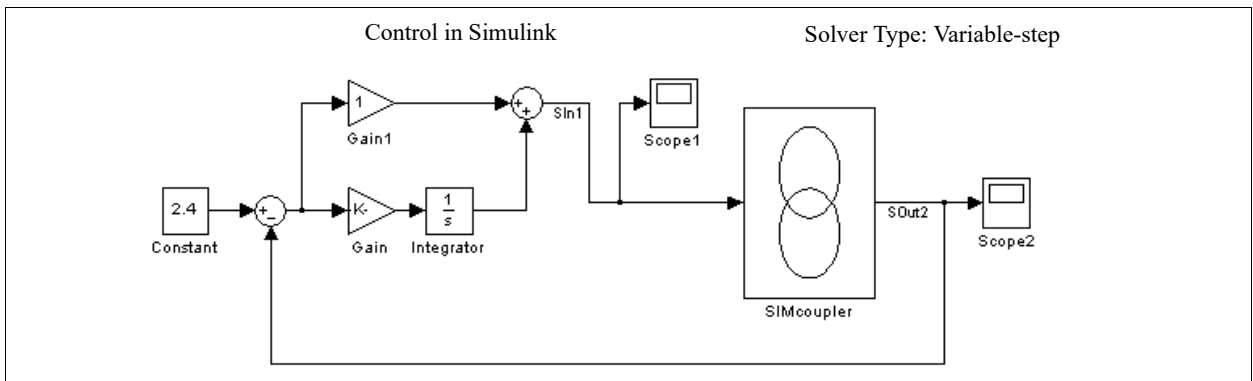 Control in Simulink
Solver Type: Variable-step
1
Gain1
+
+
SIn1
Scope1
2.4
Constant
+
-
K-
Gain
1
s
Integrator
SIMcoupler
SOut2
Scope2